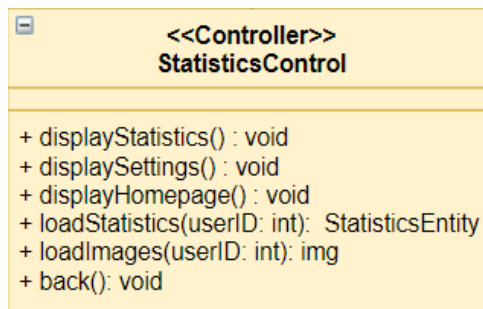 <<Controller>>
StatisticsControl
+ displayStatistics() : void
+ displaySettings() : void
+ displayHomepage() : void
+ loadStatistics(userID: int): StatisticsEntity
+ loadImages(userID: int): img
+ back(): void